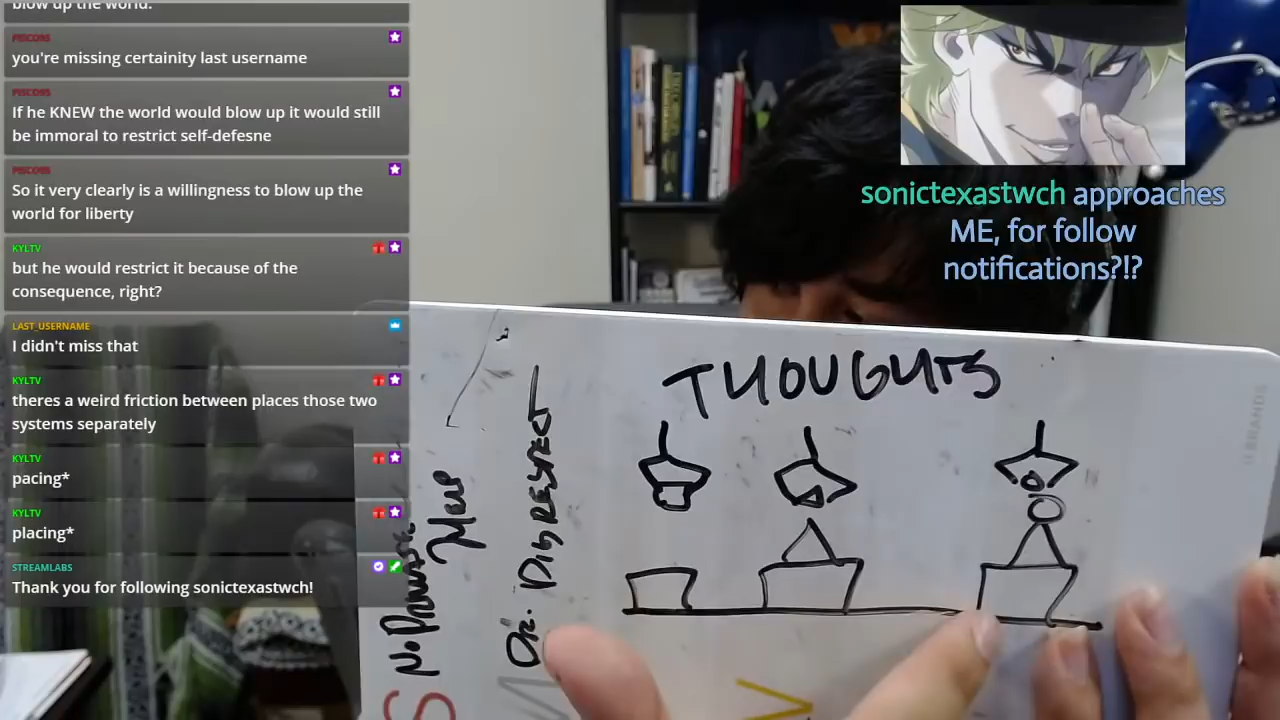 blow up the world.
PISCO95
you're missing certainity last username
PISCO95
If he KNEW the world would blow up it would still
be immoral to restrict self-defesne
PISCO95
So it very clearly is a willingness to blow up the
world for liberty
KYLTV
but he would restrict it because of the
consequence, right?
LAST_USERNAME
I didn't miss that
KYLTV
theres a weird friction between places those two
systems separately
KYLTV
pacing*
KYLTV
placing*
STREAMLABS
Thank you for following sonictexastwch!
sonictexastwch approaches
ME, for follow
notifications?!?
THOUGHTS
DR. DISRESPECT